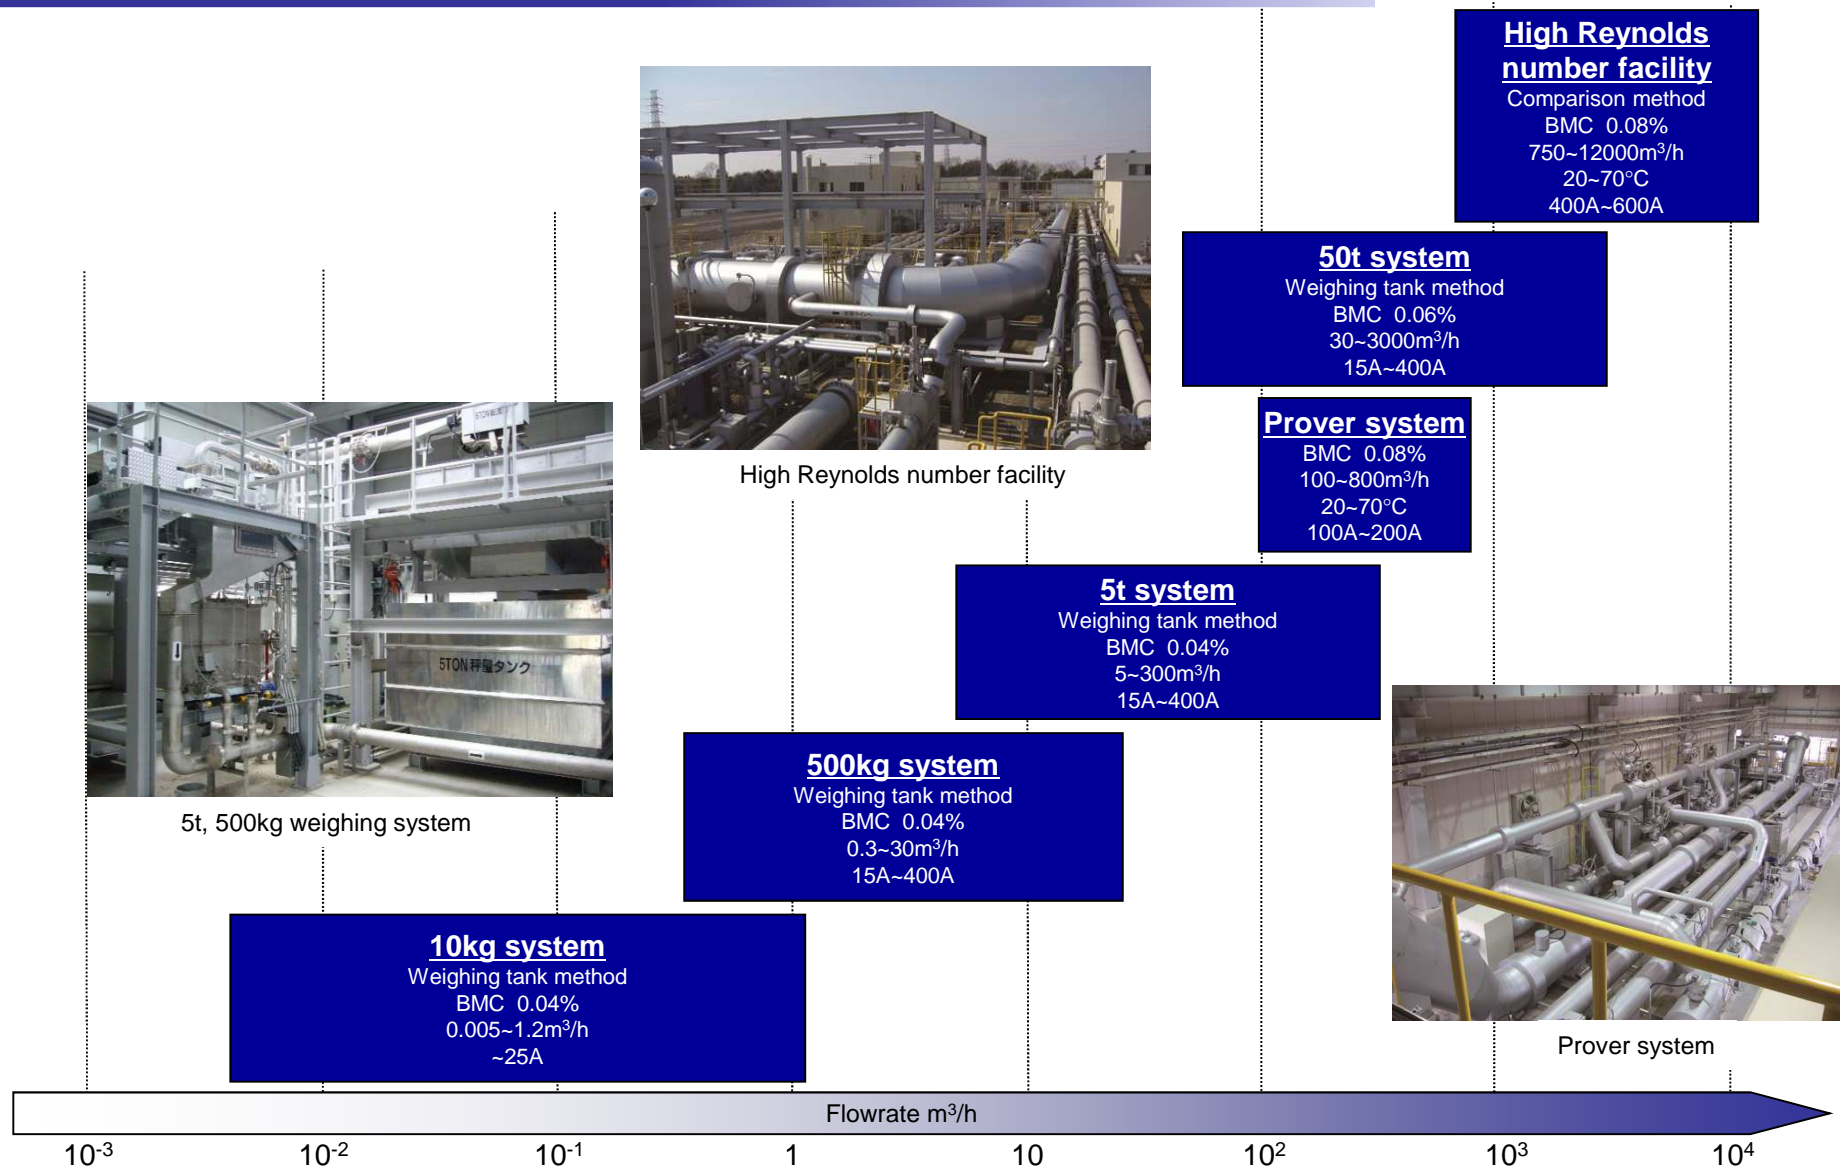 High Reynolds
number facility
Comparison method
BMC 0.08%
750~12000m³/h
20~70°C
400A~600A
50t system
Weighing tank method
BMC 0.06%
30~3000m³/h
15A~400A
Prover system
BMC 0.08%
100~800m³/h
20~70°C
100A~200A
High Reynolds number facility
5t system
Weighing tank method
BMC 0.04%
5~300m³/h
15A~400A
5TON秤量タンク
5t, 500kg weighing system
500kg system
Weighing tank method
BMC 0.04%
0.3~30m³/h
15A~400A
10kg system
Weighing tank method
BMC 0.04%
0.005~1.2m³/h
~25A
Prover system
Flowrate m³/h
10⁻³ 10⁻² 10⁻¹ 1 10 10² 10³ 10⁴